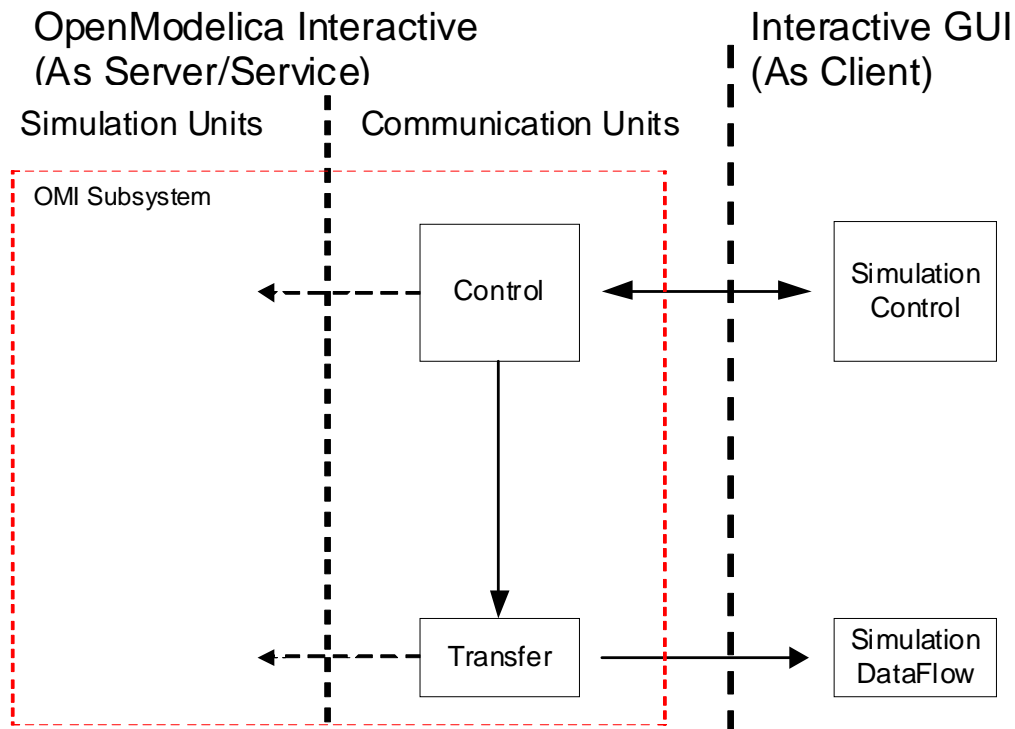 OpenModelica Interactive
(As Server/Service)
Interactive GUI
(As Client)
Simulation Units
Communication Units
OMI Subsystem
Control
Simulation
Control
Transfer
Simulation
DataFlow